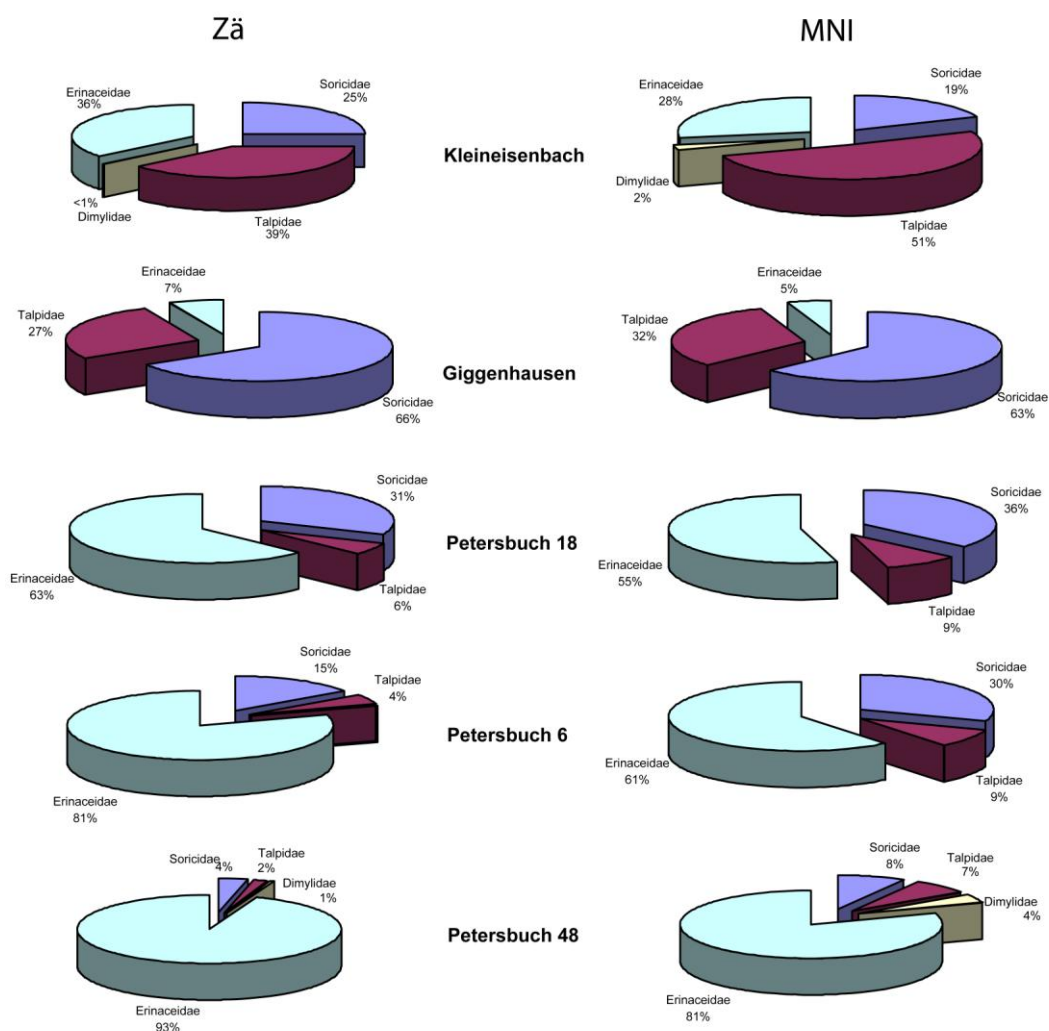 Zä
MNI
Erinaceidae
36%
Soricidae
25%
<1%
Dimylidae
Talpidae
39%
Kleineisenbach
Erinaceidae
28%
Soricidae
19%
Dimylidae
2%
Talpidae
51%
Erinaceidae
7%
Talpidae
27%
Soricidae
66%
Giggenhausen
Erinaceidae
5%
Talpidae
32%
Soricidae
63%
Soricidae
31%
Erinaceidae
63%
Talpidae
6%
Petersbuch 18
Soricidae
36%
Erinaceidae
55%
Talpidae
9%
Soricidae
15%
Talpidae
4%
Erinaceidae
81%
Petersbuch 6
Soricidae
30%
Erinaceidae
61%
Talpidae
9%
Soricidae
4%
Talpidae
2%
Dimylidae
1%
Erinaceidae
93%
Petersbuch 48
Soricidae
8%
Talpidae
7%
Dimylidae
4%
Erinaceidae
81%